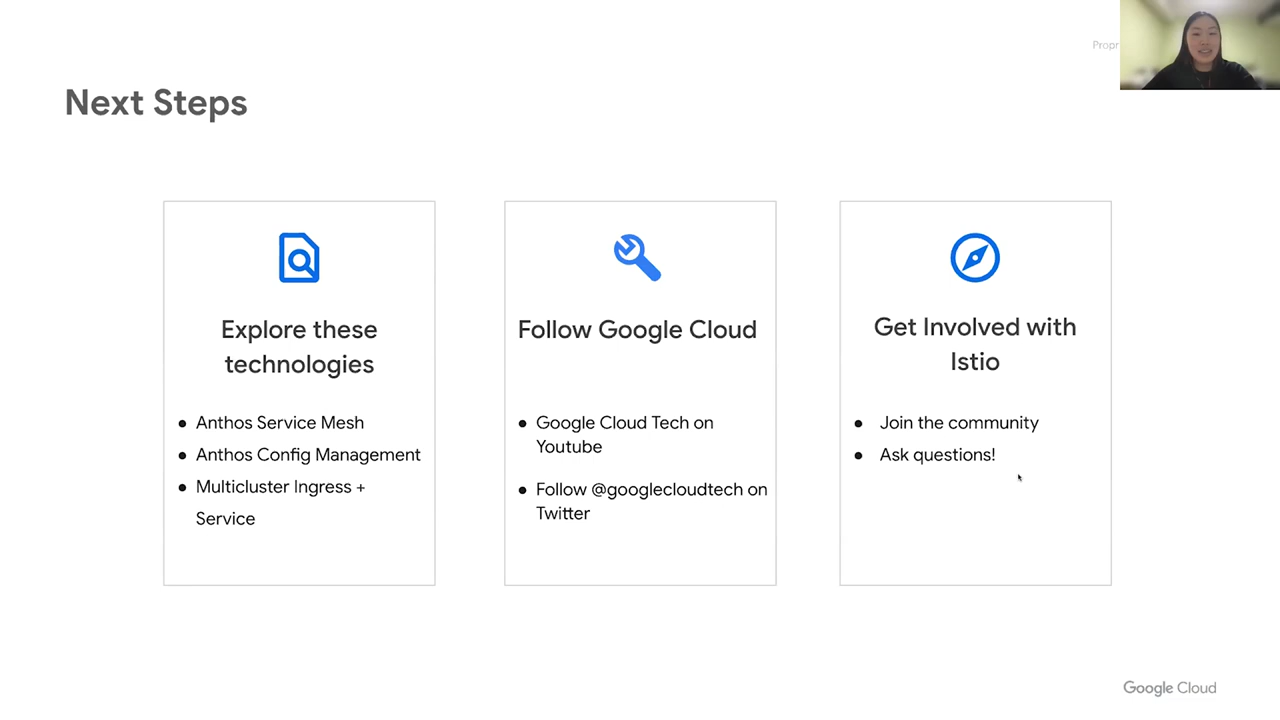 Propr
Next Steps
Explore these
technologies
Anthos Service Mesh
Anthos Config Management
Multicluster Ingress +
Service
Follow Google Cloud
Google Cloud Tech on
Youtube
Follow @googlecloudtech on
Twitter
Get Involved with
Istio
Join the community
Ask questions!
Google Cloud